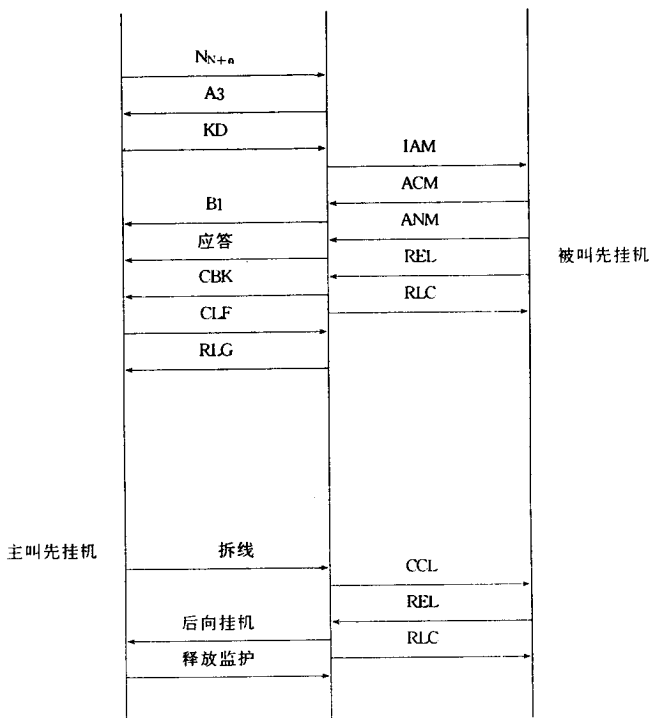 N_{N+n}
A3
KD
IAM
ACM
B1
ANM
应答
REL
被叫先挂机
CBK
RLC
CLF
RLG
主叫先挂机
拆线
CCL
REL
后向挂机
RLC
释放监护